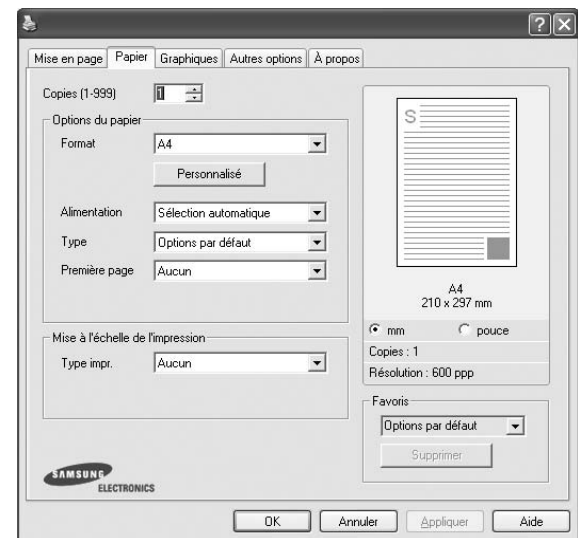 Mise en page Papier Graphiques Autres options À propos
Copies (1-999) 1
Options du papier
Format A4
Personnalisé
Alimentation Sélection automatique
Type Options par défaut
Première page Aucun
Mise à l'échelle de l'impression
Type impr. Aucun
S
A4
210 x 297 mm
mm pouce
Copies : 1
Résolution : 600 ppp
Favoris
Options par défaut
Supprimer
SAMSUNG
ELECTRONICS
OK Annuler Appliquer Aide